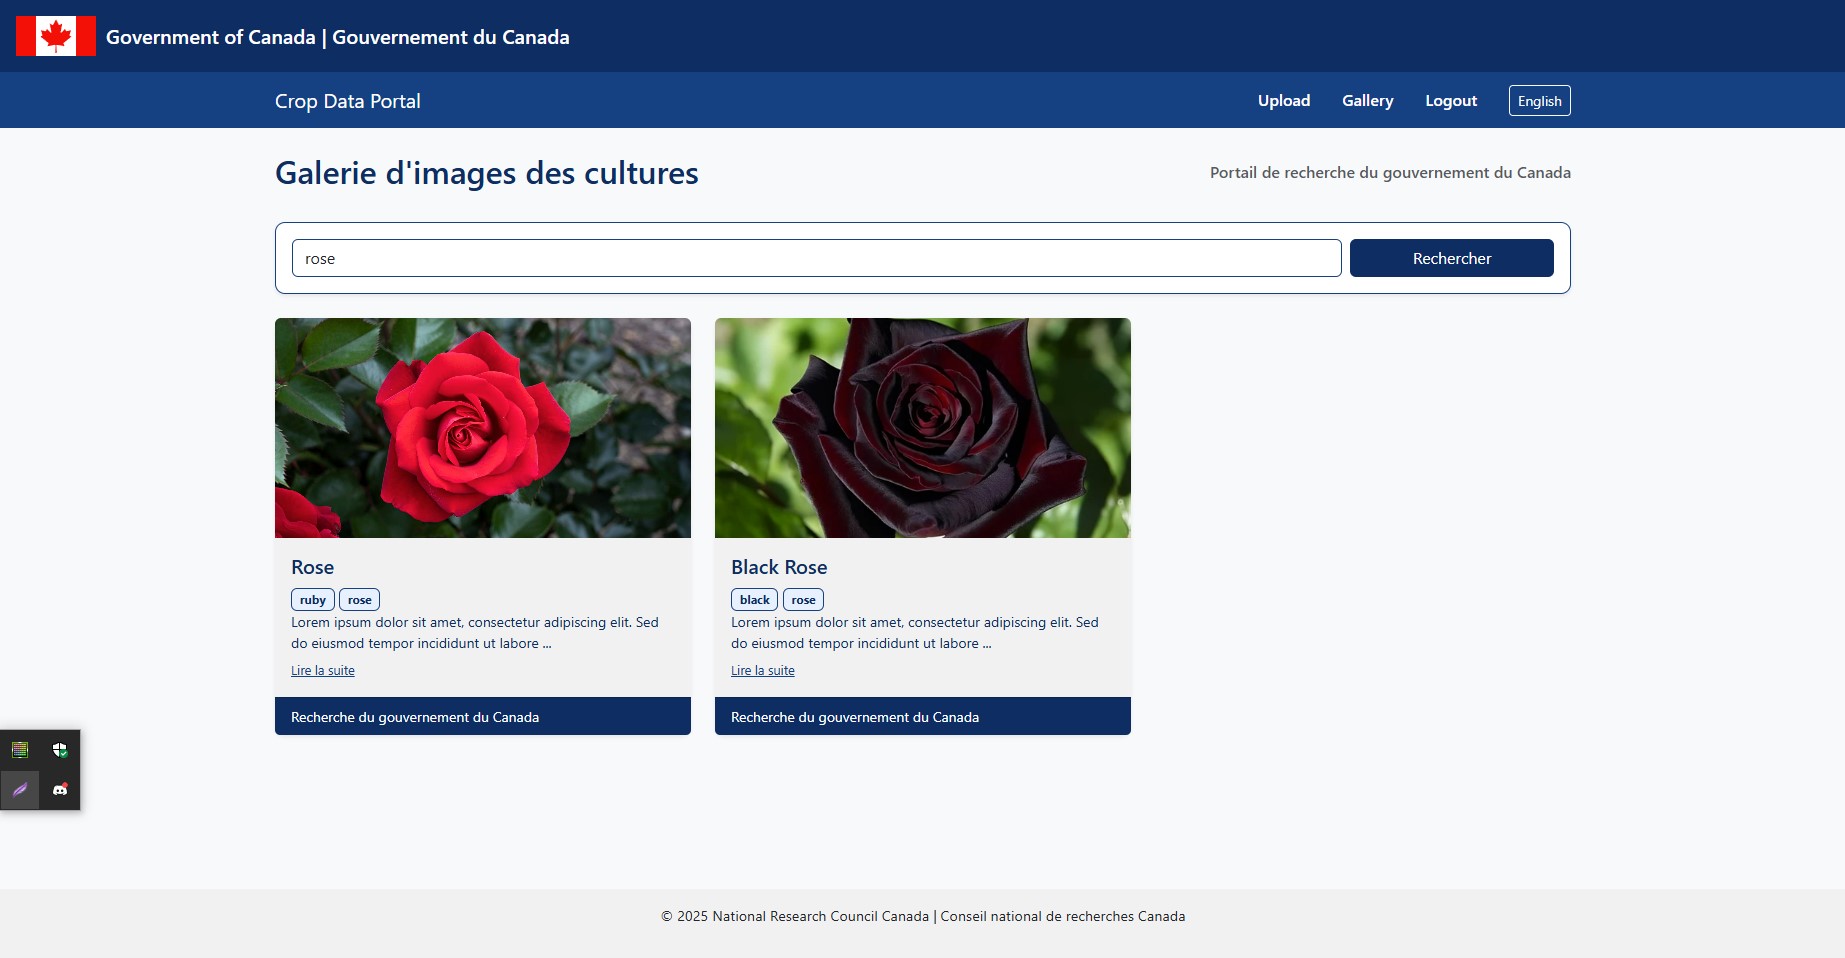 Government of Canada | Gouvernement du Canada
Crop Data Portal
Upload
Gallery
Logout
English
Galerie d'images des cultures
Portail de recherche du gouvernement du Canada
rose
Rechercher
Rose
ruby
rose
Lorem ipsum dolor sit amet, consectetur adipiscing elit. Sed
do eiusmod tempor incididunt ut labore ...
Lire la suite
Recherche du gouvernement du Canada
Black Rose
black
rose
Lorem ipsum dolor sit amet, consectetur adipiscing elit. Sed
do eiusmod tempor incididunt ut labore ...
Lire la suite
Recherche du gouvernement du Canada
© 2025 National Research Council Canada | Conseil national de recherches Canada